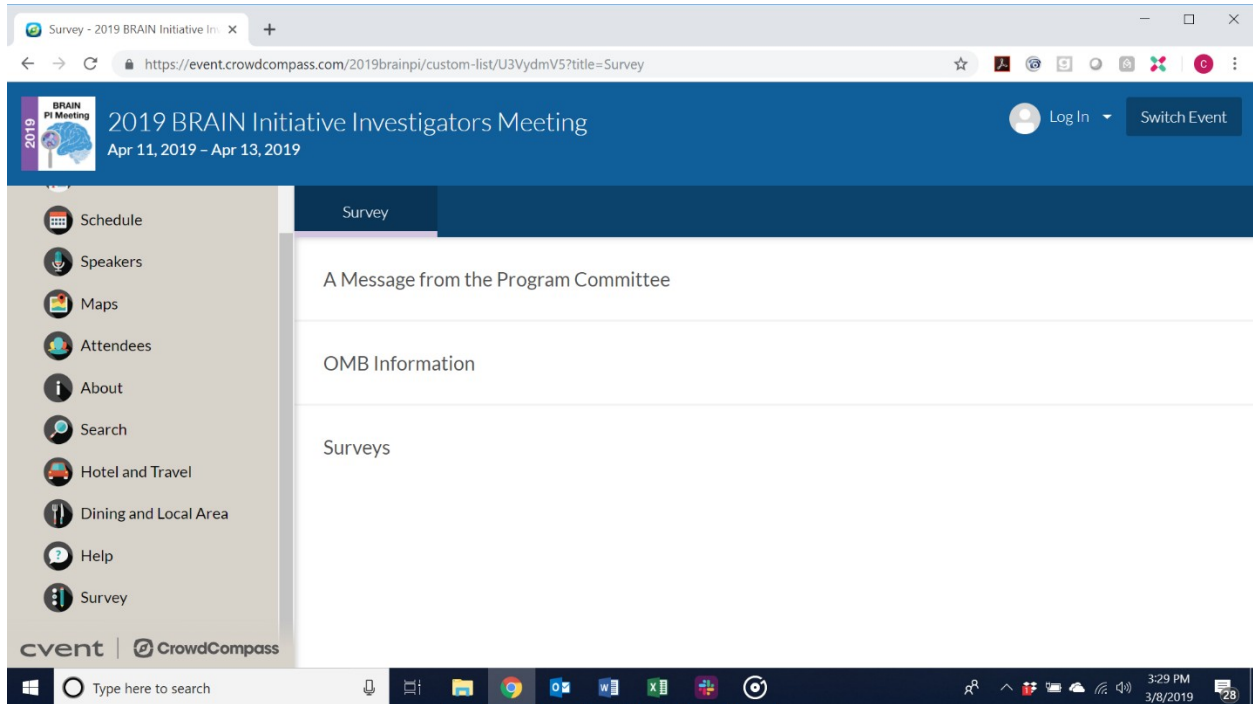 Survey - 2019 BRAIN Initiative In
https://event.crowdcompass.com/2019brainpi/custom-list/U3VydmV5?title=Survey
C
2019
BRAIN
PI Meeting
2019 BRAIN Initiative Investigators Meeting
Apr 11, 2019 – Apr 13, 2019
Log In
Switch Event
Schedule
Speakers
Maps
Attendees
About
Search
Hotel and Travel
Dining and Local Area
Help
Survey
cvent | CrowdCompass
Survey
A Message from the Program Committee
OMB Information
Surveys
Type here to search
3:29 PM
3/8/2019
28